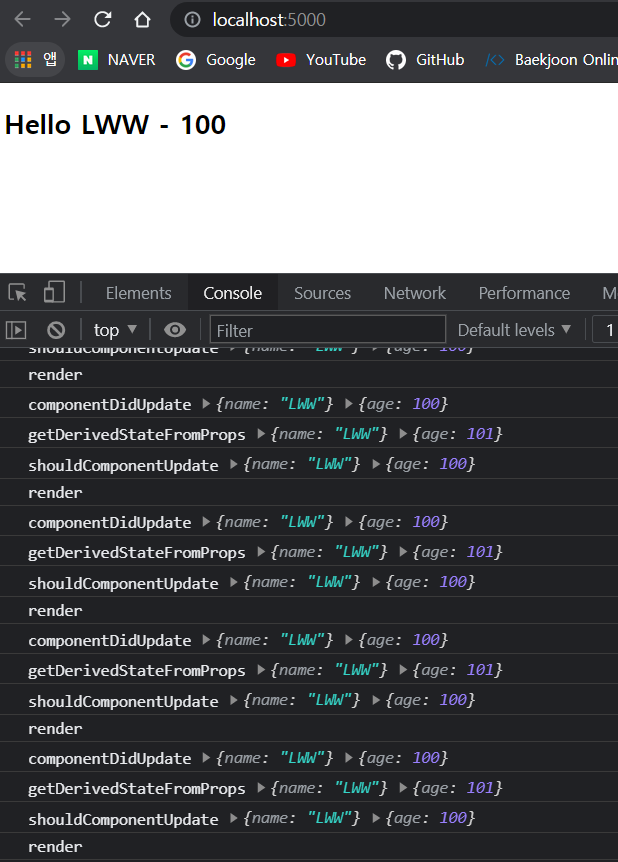 localhost:5000
앱 NAVER Google YouTube GitHub Baekjoon Onlin
Hello LWW - 100
Elements Console Sources Network Performance M
top Filter Default levels 1
shouldComponentUpdate {name: "LWW"} {age: 100}
render
componentDidUpdate {name: "LWW"} {age: 100}
getDerivedStateFromProps {name: "LWW"} {age: 101}
shouldComponentUpdate {name: "LWW"} {age: 100}
render
componentDidUpdate {name: "LWW"} {age: 100}
getDerivedStateFromProps {name: "LWW"} {age: 101}
shouldComponentUpdate {name: "LWW"} {age: 100}
render
componentDidUpdate {name: "LWW"} {age: 100}
getDerivedStateFromProps {name: "LWW"} {age: 101}
shouldComponentUpdate {name: "LWW"} {age: 100}
render
componentDidUpdate {name: "LWW"} {age: 100}
getDerivedStateFromProps {name: "LWW"} {age: 101}
shouldComponentUpdate {name: "LWW"} {age: 100}
render